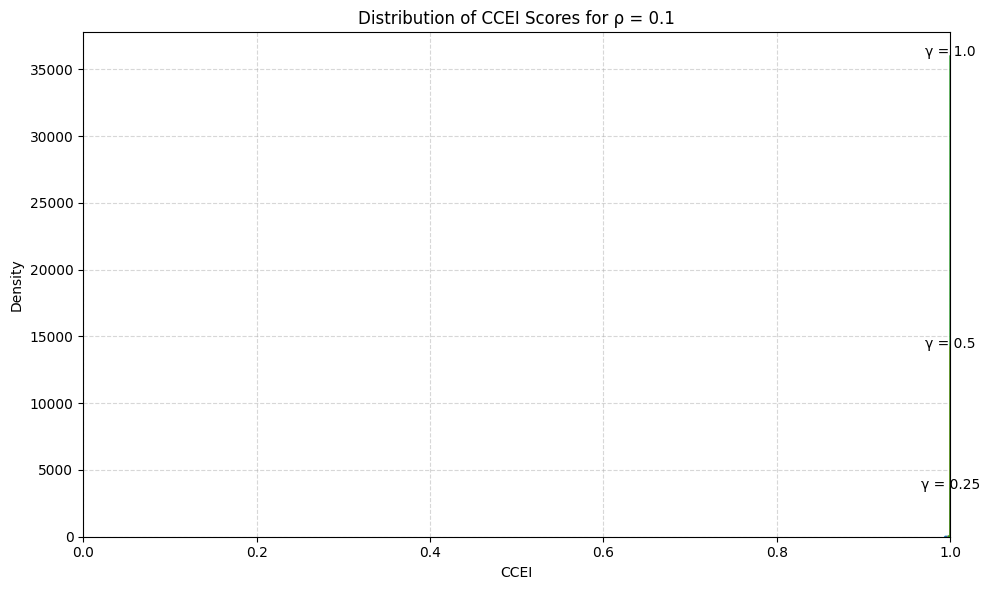 Distribution of CCEI Scores for ρ = 0.1
γ = 1.0
35000
30000
25000
20000
15000
γ = 0.5
10000
5000
γ = 0.25
0
Density
0.0
0.2
0.4
0.6
0.8
1.0
CCEI